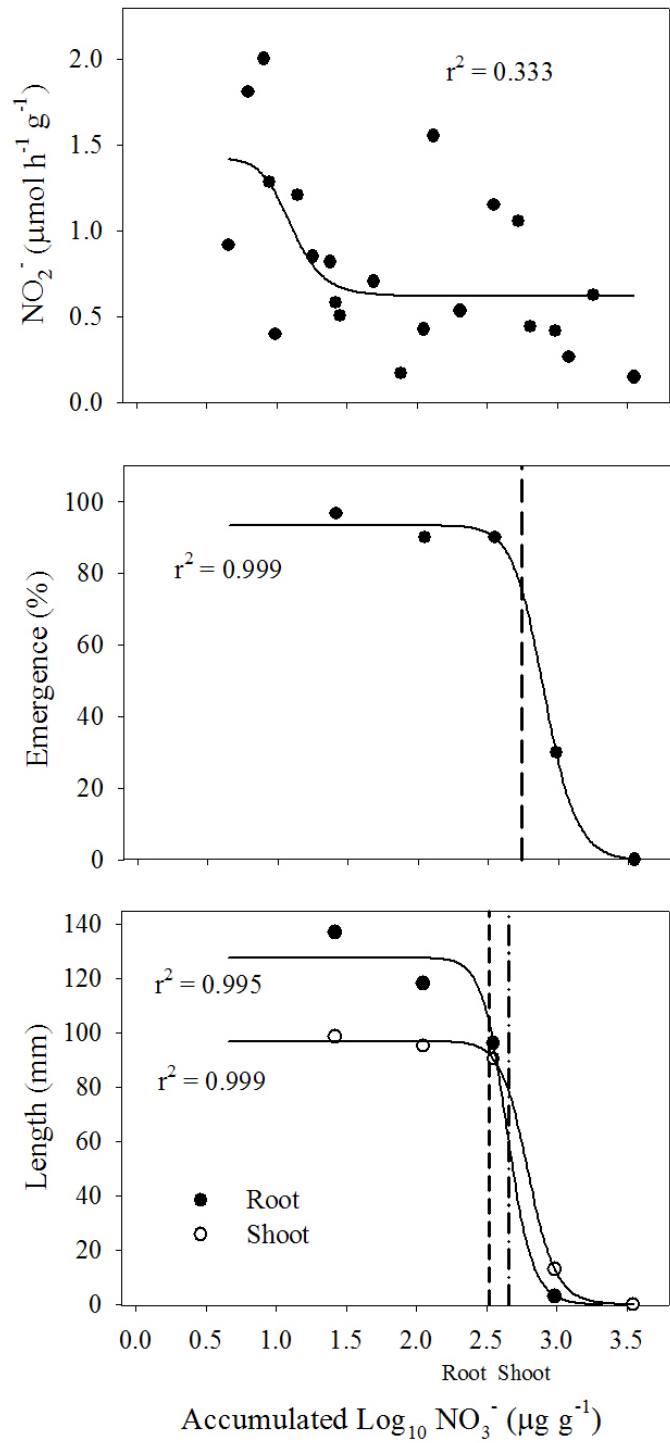 NO₂⁻ (μmol h⁻¹ g⁻¹)
2.0
1.5
1.0
0.5
0.0
r² = 0.333
Emergence (%)
100
80
60
40
20
0
r² = 0.999
Length (mm)
140
120
100
80
60
40
20
0
r² = 0.995
r² = 0.999
Root
Shoot
0.0 0.5 1.0 1.5 2.0 2.5 3.0 3.5
Root Shoot
Accumulated Log₁₀ NO₃⁻ (μg g⁻¹)